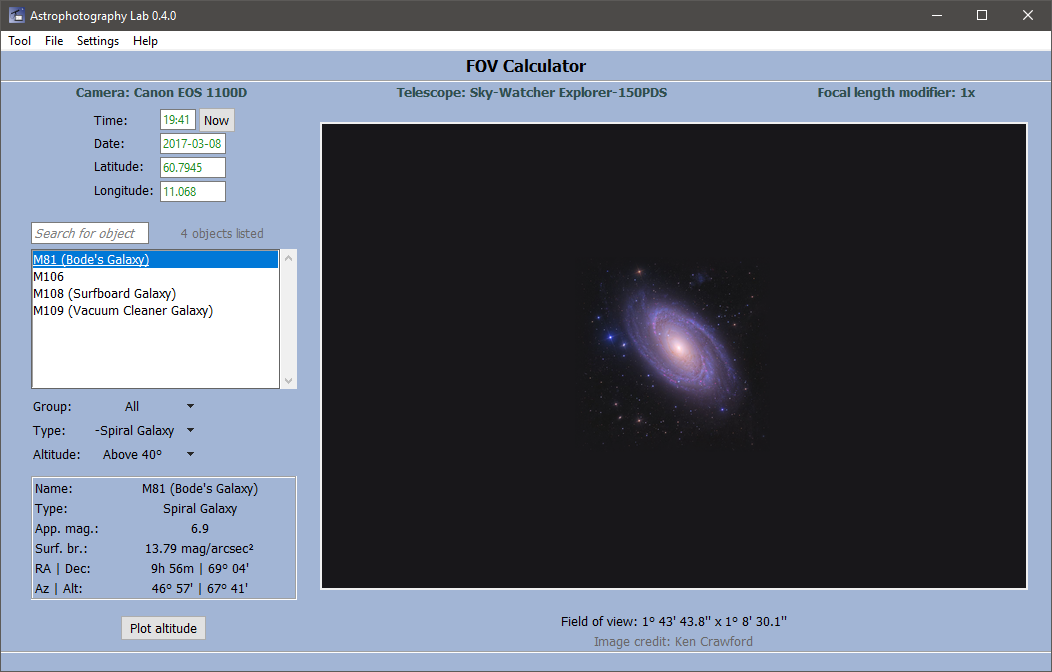 Astrophotography Lab 0.4.0
Tool File Settings Help
FOV Calculator
Camera: Canon EOS 1100D
Telescope: Sky-Watcher Explorer-150PDS
Focal length modifier: 1x
Time: 19:41 Now
Date: 2017-03-08
Latitude: 60.7945
Longitude: 11.068
Search for object
4 objects listed
M81 (Bode's Galaxy)
M106
M108 (Surfboard Galaxy)
M109 (Vacuum Cleaner Galaxy)
Group: All
Type: -Spiral Galaxy
Altitude: Above 40°
Name: M81 (Bode's Galaxy)
Type: Spiral Galaxy
App. mag.: 6.9
Surf. br.: 13.79 mag/arcsec²
RA | Dec: 9h 56m | 69° 04'
Az | Alt: 46° 57' | 67° 41'
Plot altitude
Field of view: 1° 43' 43.8" x 1° 8' 30.1"
Image credit: Ken Crawford